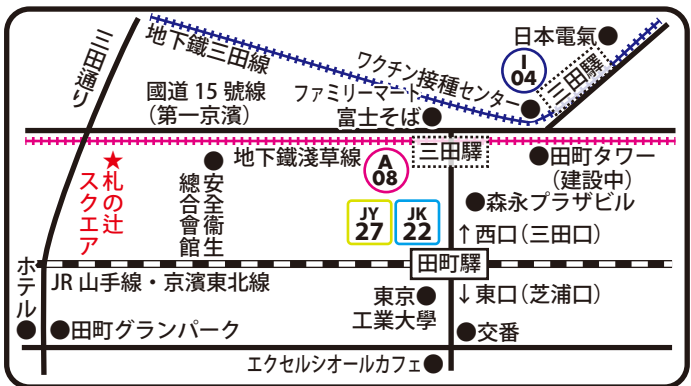 三田通り
地下鐵三田線
日本電氣
I
04
三田驛
ワクチン接種センター
國道 15 號線
(第一京濱)
ファミリーマート
富士そば
★
札の辻
スクエア
安全衞生
總合會館
地下鐵淺草線
A
08
三田驛
田町タワー
(建設中)
森永プラザビル
JY
27
JK
22
↑西口(三田口)
田町驛
JR 山手線・京濱東北線
ホテル
田町グランパーク
東京
工業大學
↓東口(芝浦口)
交番
エクセルシオールカフェ